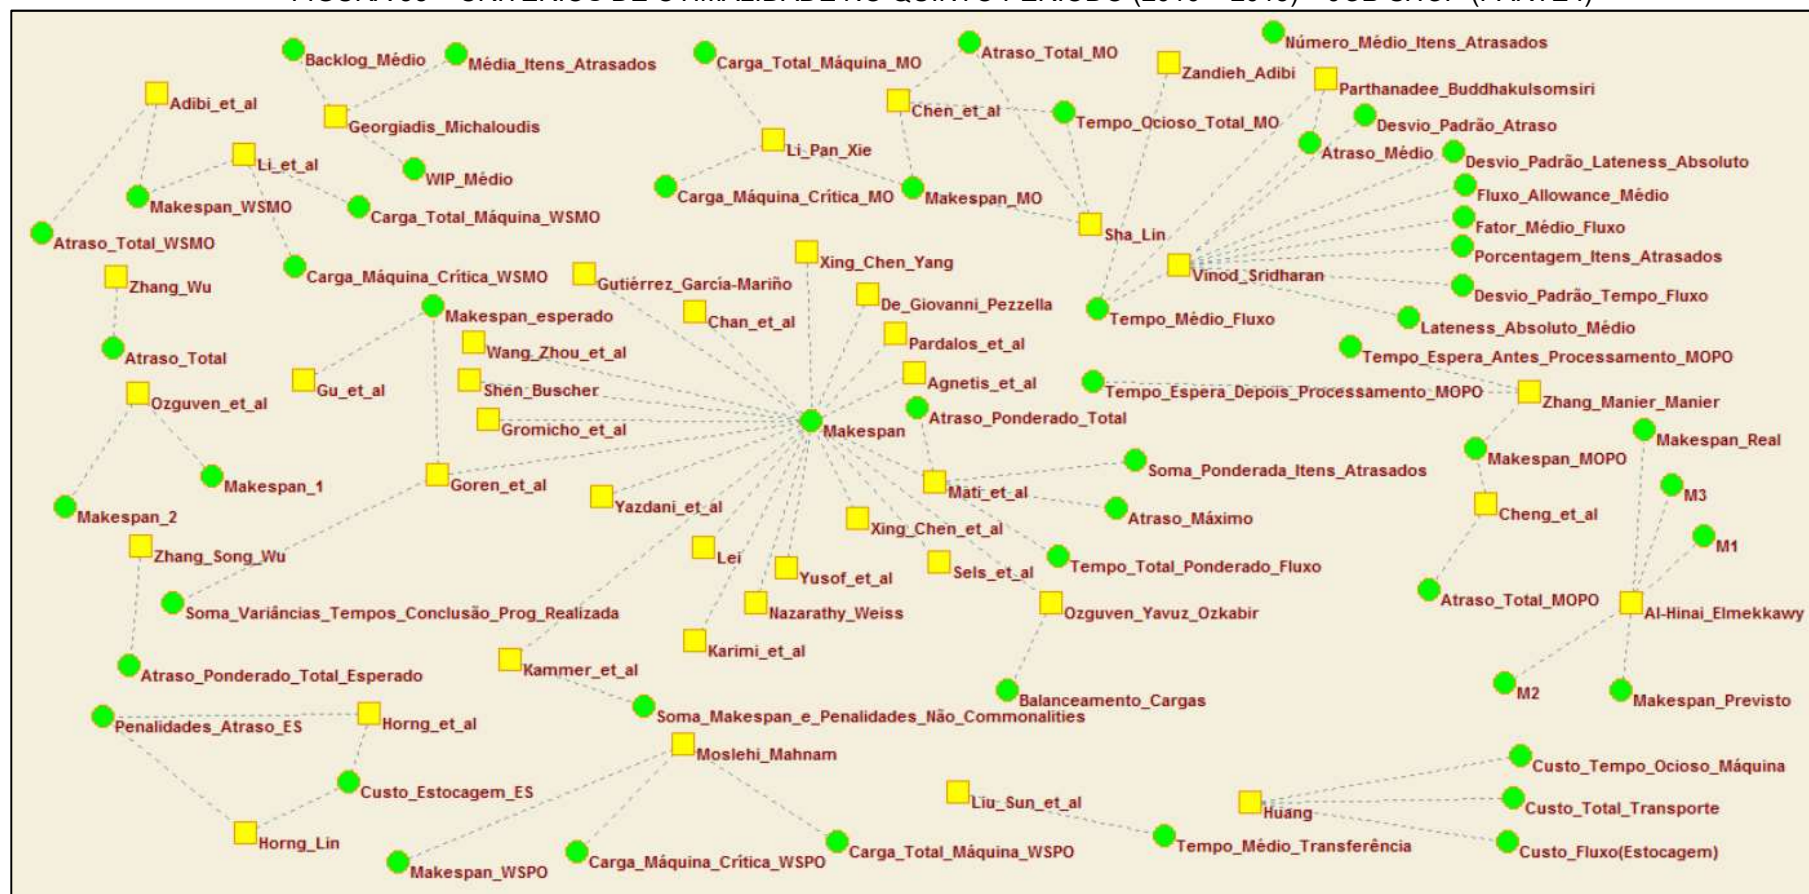 Backlog_Médio
Média_Itens_Atrasados
Carga_Total_Máquina_MO
Atraso_Total_MO
Número_Médio_Itens_Atrasados
Zandieh_Adibi
Parthanadee_Buddhakulsomsiri
Adibi_et_al
Chen_et_al
Georgiadis_Michaloudis
Tempo_Ocioso_Total_MO
Desvio_Padrão_Atraso
Li_Pan_Xie
Atraso_Médio
Desvio_Padrão_Lateness_Absoluto
Li_et_al
WIP_Médio
Carga_Máquina_Crítica_MO
Makespan_MO
Fluxo_Allowance_Médio
Makespan_WSMO
Carga_Total_Máquina_WSMO
Fator_Médio_Fluxo
Sha_Lin
Atraso_Total_WSMO
Porcentagem_Itens_Atrasados
Carga_Máquina_Crítica_WSMO
Xing_Chen_Yang
Vinod_Sridharan
Zhang_Wu
Gutiérrez_García-Mariño
Desvio_Padrão_Tempo_Fluxo
De_Giovanni_Pezzella
Makespan_esperado
Chan_et_al
Tempo_Médio_Fluxo
Lateness_Absoluto_Médio
Pardalos_et_al
Wang_Zhou_et_al
Atraso_Total
Tempo_Espera_Antes_Processamento_MOPO
Agnetis_et_al
Gu_et_al
Shen_Buscher
Tempo_Espera_Depois_Processamento_MOPO
Ozguven_et_al
Zhang_Manier_Manier
Atraso_Ponderado_Total
Gromicho_et_al
Makespan
Makespan_Real
Makespan_MOPO
Soma_Ponderada_Itens_Atrasados
Makespan_1
Goren_et_al
Mati_et_al
M3
Yazdani_et_al
Makespan_2
Atraso_Máximo
Cheng_et_al
Xing_Chen_et_al
M1
Zhang_Song_Wu
Lei
Tempo_Total_Ponderado_Fluxo
Sels_et_al
Yusof_et_al
Atraso_Total_MOPO
Soma_Variâncias_Tempos_Conclusão_Prog_Realizada
Nazarathy_Weiss
Ozguven_Yavuz_Ozkabir
Al-Hinai_Elmekkawy
Karimi_et_al
Kammer_et_al
Atraso_Ponderado_Total_Esperado
M2
Makespan_Previsto
Balanceamento_Cargas
Soma_Makespan_e_Penalidades_Não_Commonalities
Penalidades_Atraso_ES
Horng_et_al
Moslehi_Mahnam
Custo_Tempo_Ocioso_Máquina
Custo_Estocagem_ES
Liu_Sun_et_al
Custo_Total_Transporte
Huang
Horng_Lin
Tempo_Médio_Transferência
Carga_Total_Máquina_WSPO
Custo_Fluxo(Estocagem)
Carga_Máquina_Crítica_WSPO
Makespan_WSPO